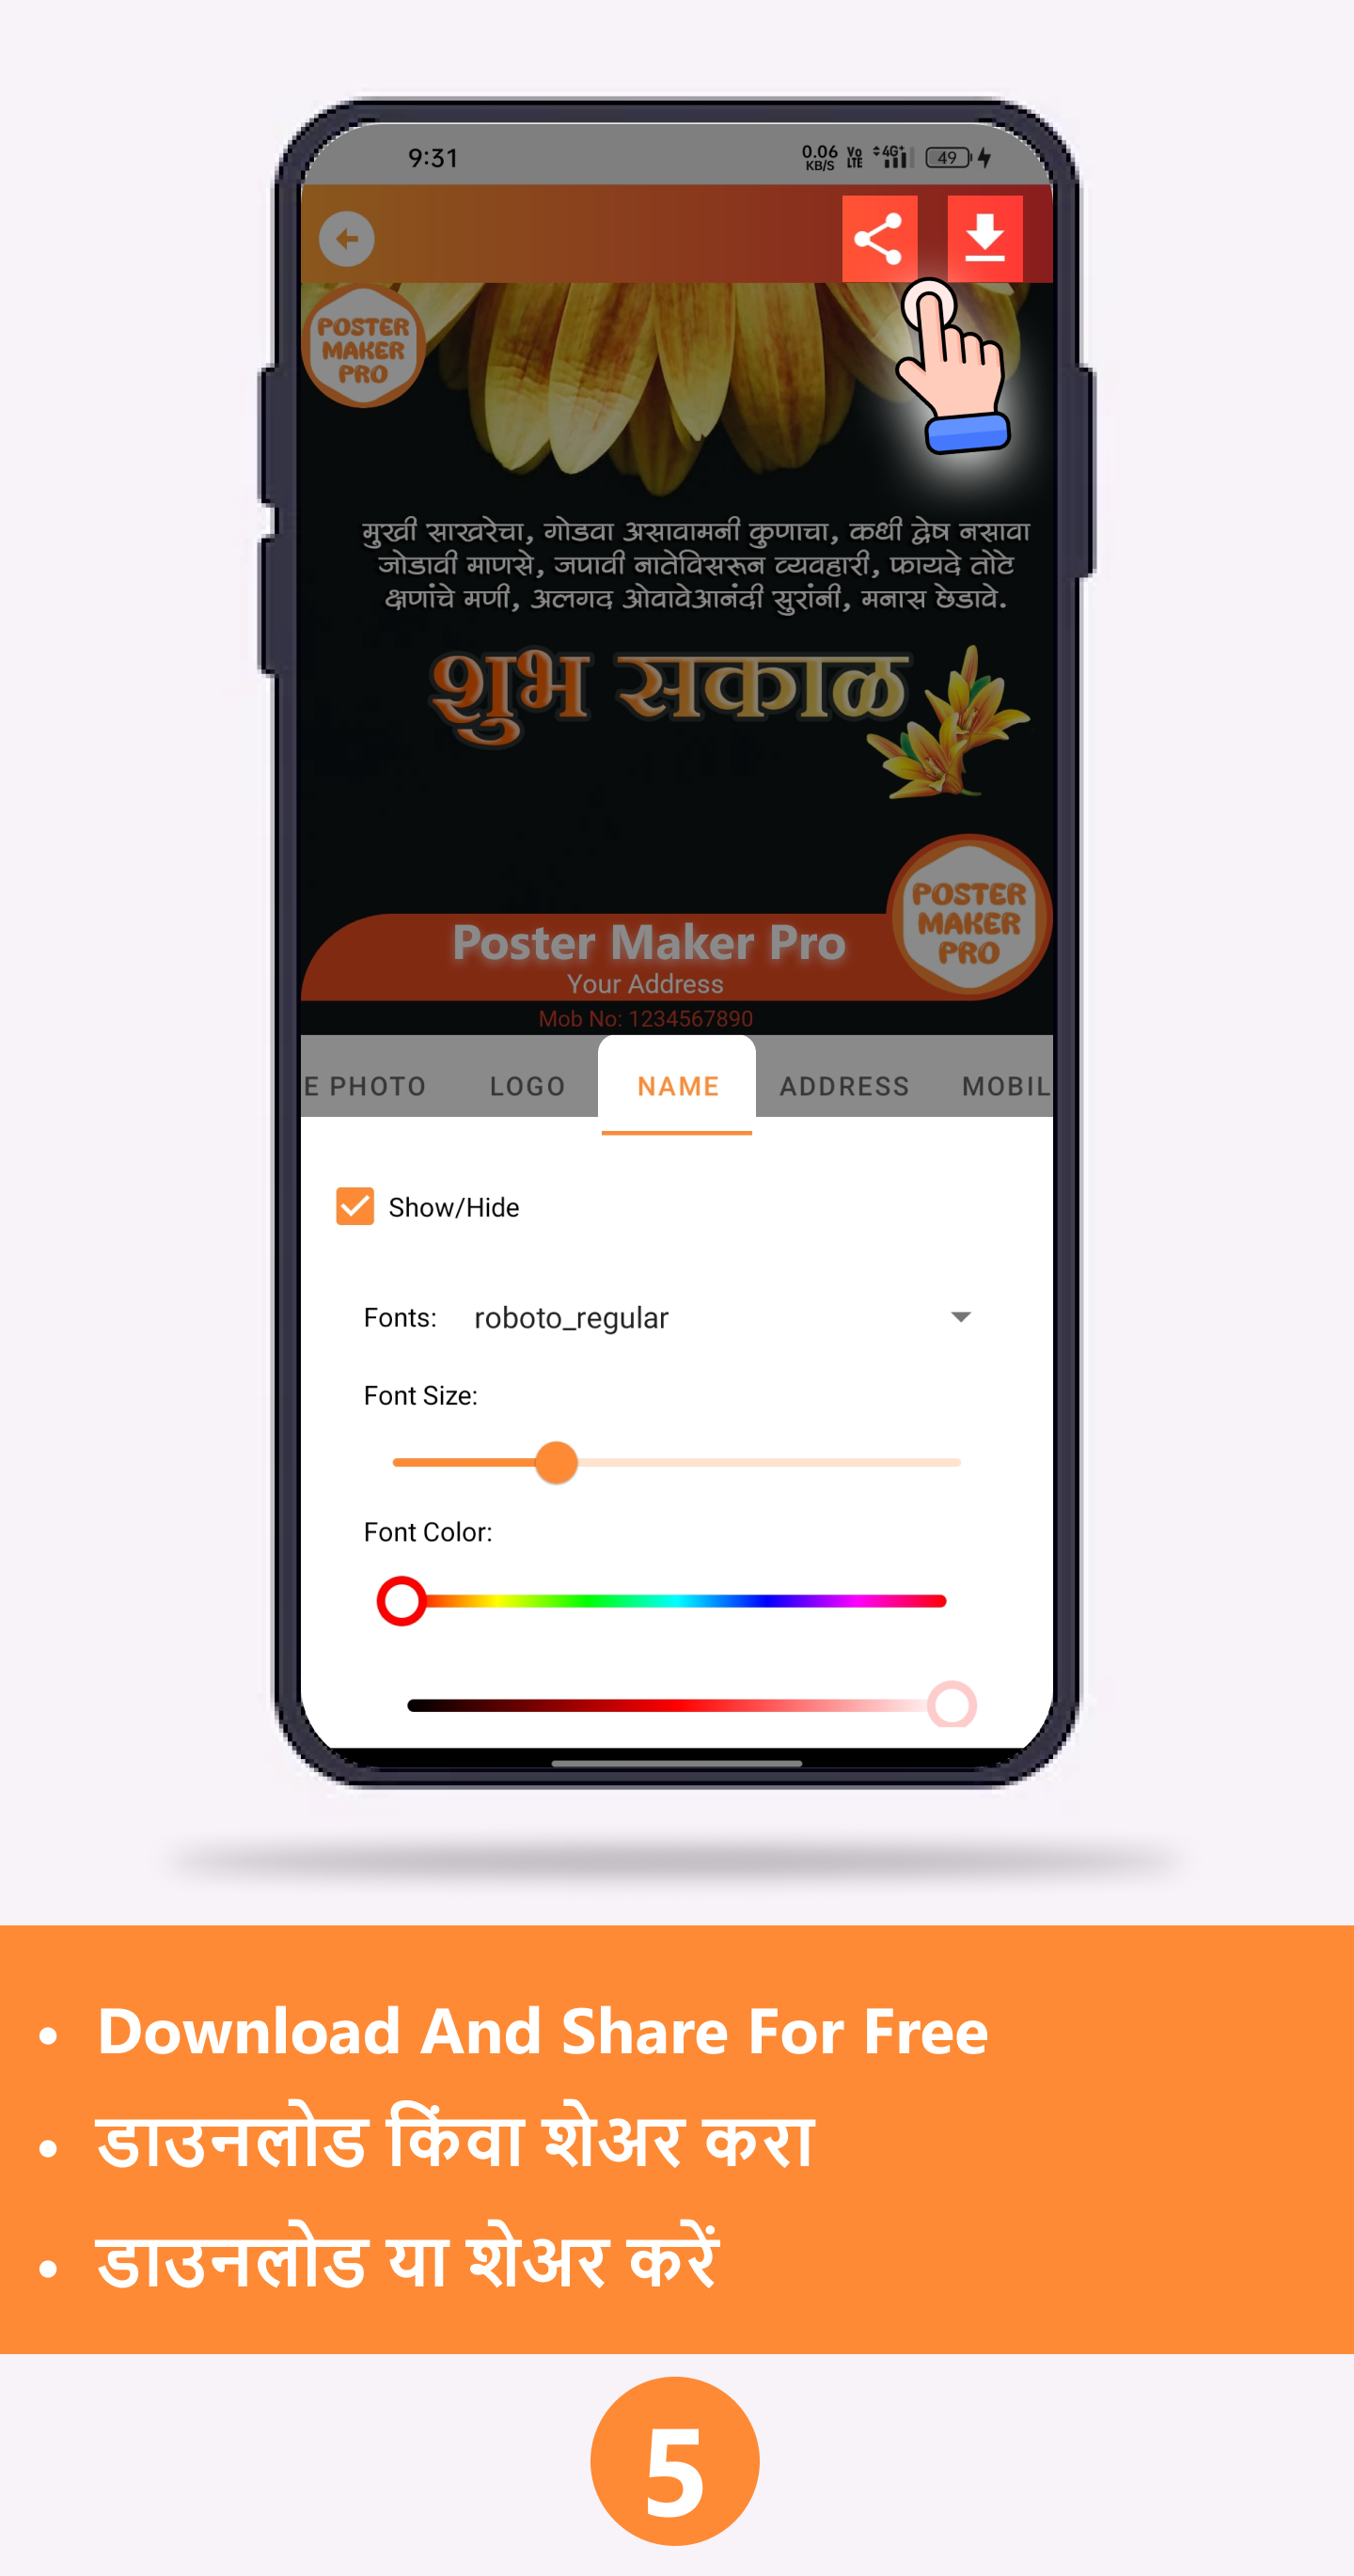 9:31
0.06 KB/S Vo LTE 4G+ 49
POSTER
MAKER
PRO
मुखी साखरेचा, गोडवा असावामनी कुणाचा, कधी द्वेष नसावा
जोडावी माणसे, जपावी नातेविसरून व्यवहारी, फायदे तोटे
क्षणांचे मणी, अलगद ओवावेआनंदी सुरांनी, मनास छेडावे.
शुभ सकाळ
POSTER
MAKER
PRO
Poster Maker Pro
Your Address
Mob No: 1234567890
E PHOTO LOGO NAME ADDRESS MOBIL
Show/Hide
Fonts: roboto_regular
Font Size:
Font Color:
• Download And Share For Free
• डाउनलोड किंवा शेअर करा
• डाउनलोड या शेअर करें
5